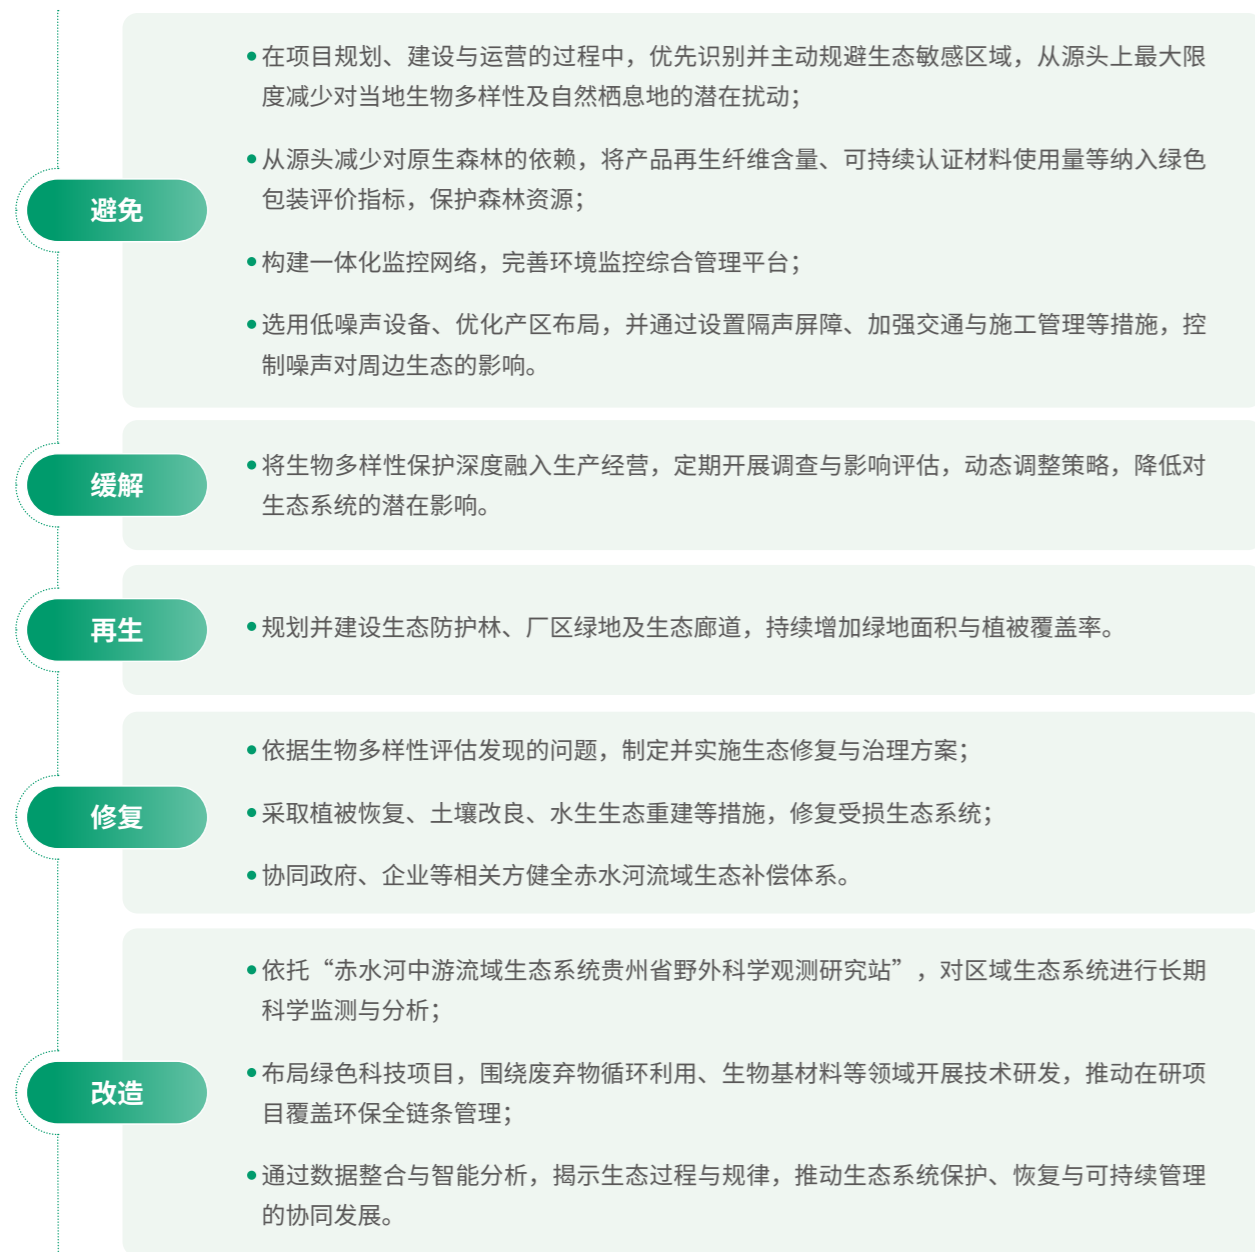 在项目规划、建设与运营的过程中，优先识别并主动规避生态敏感区域，从源头上最大限
度减少对当地生物多样性及自然栖息地的潜在扰动；
从源头减少对原生森林的依赖，将产品再生纤维含量、可持续认证材料使用量等纳入绿色
包装评价指标，保护森林资源；
避免
构建一体化监控网络，完善环境监控综合管理平台；
选用低噪声设备、优化产区布局，并通过设置隔声屏障、加强交通与施工管理等措施，控
制噪声对周边生态的影响。
缓解
将生物多样性保护深度融入生产经营，定期开展调查与影响评估，动态调整策略，降低对
生态系统的潜在影响。
再生
规划并建设生态防护林、厂区绿地及生态廊道，持续增加绿地面积与植被覆盖率。
修复
依据生物多样性评估发现的问题，制定并实施生态修复与治理方案；
采取植被恢复、土壤改良、水生生态重建等措施，修复受损生态系统；
协同政府、企业等相关方健全赤水河流域生态补偿体系。
依托“赤水河中游流域生态系统贵州省野外科学观测研究站”，对区域生态系统进行长期
科学监测与分析；
改造
布局绿色科技项目，围绕废弃物循环利用、生物基材料等领域开展技术研发，推动在研项
目覆盖环保全链条管理；
通过数据整合与智能分析，揭示生态过程与规律，推动生态系统保护、恢复与可持续管理
的协同发展。